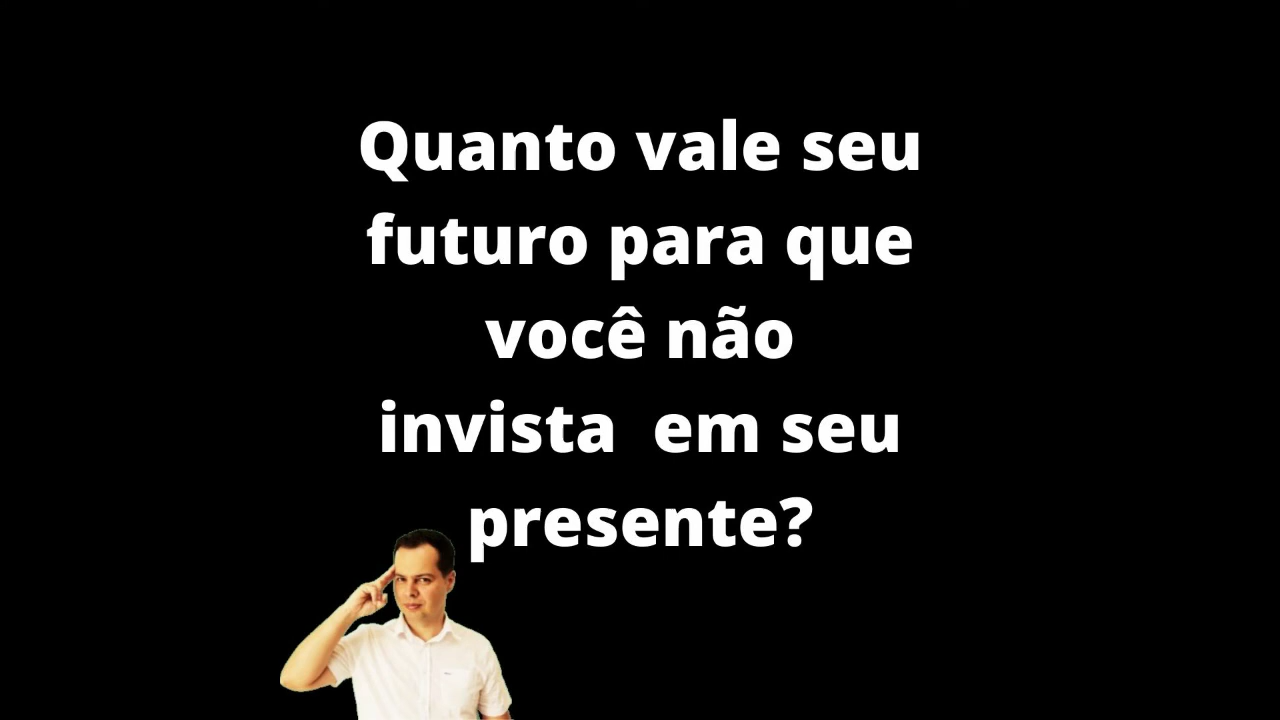 Quanto vale seu
futuro para que
você não
invista  em seu
presente?